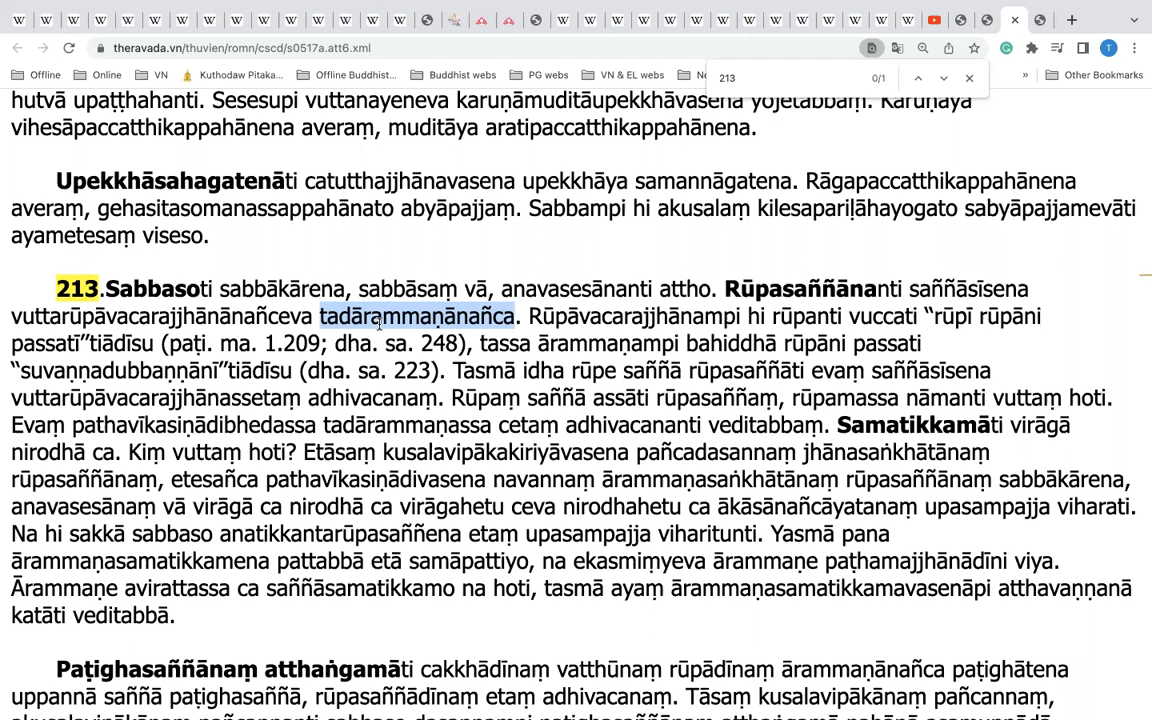 theravada.vn/thuvien/romn/cscd/s0517a.att6.xml
T
Offline
Online
VN
Kuthodaw Pitaka...
Offline Buddhist...
Buddhist webs
PG webs
VN & EL webs
Ne
213
0/1
»
Other Bookmarks
hutvā upaṭṭhahanti. Sesesupi vuttanayeneva karuṇāmuditāupekkhāvasena yojetabbaṃ. Karuṇāya
vihesāpaccatthikappahānena averaṃ, muditāya aratipaccatthikappahānena.
Upekkhāsahagatenāti catutthajjhānavasena upekkhāya samannāgatena. Rāgapaccatthikappahānena
averaṃ, gehasitasomanassappahānato abyāpajjaṃ. Sabbampi hi akusalaṃ kilesapariḷāhayogato sabyāpajjamevāti
ayametesaṃ viseso.
213.Sabbasoti sabbākārena, sabbāsaṃ vā, anavasesānanti attho. Rūpasaññānanti saññāsīsena
vuttarūpāvacarajjhānānañceva tadārammaṇānañca. Rūpāvacarajjhānampi hi rūpanti vuccati “rūpī rūpāni
passatī”tiādīsu (paṭi. ma. 1.209; dha. sa. 248), tassa ārammaṇampi bahiddhā rūpāni passati
“suvaṇṇadubbaṇṇānī”tiādīsu (dha. sa. 223). Tasmā idha rūpe saññā rūpasaññāti evaṃ saññāsīsena
vuttarūpāvacarajjhānassetaṃ adhivacanaṃ. Rūpaṃ saññā assāti rūpasaññaṃ, rūpamassa nāmanti vuttaṃ hoti.
Evaṃ pathavīkasiṇādibhedassa tadārammaṇassa cetaṃ adhivacananti veditabbaṃ. Samatikkamāti virāgā
nirodhā ca. Kiṃ vuttaṃ hoti? Etāsaṃ kusalavipākakiriyāvasena pañcadasannaṃ jhānasaṅkhātānaṃ
rūpasaññānaṃ, etesañca pathavīkasiṇādivasena navannaṃ ārammaṇasaṅkhātānaṃ rūpasaññānaṃ sabbākārena,
anavasesānaṃ vā virāgā ca nirodhā ca virāgahetu ceva nirodhahetu ca ākāsānañcāyatanaṃ upasampajja viharati.
Na hi sakkā sabbaso anatikkantarūpasaññena etaṃ upasampajja viharitunti. Yasmā pana
ārammaṇasamatikkamena pattabbā etā samāpattiyo, na ekasmiṃyeva ārammaṇe paṭhamajjhānādīni viya.
Ārammaṇe avirattassa ca saññāsamatikkamo na hoti, tasmā ayaṃ ārammaṇasamatikkamavasenāpi atthavaṇṇanā
katāti veditabbā.
Paṭighasaññānaṃ atthaṅgamāti cakkhādīnaṃ vatthūnaṃ rūpādīnaṃ ārammaṇānañca paṭighātena
uppannā saññā paṭighasaññā, rūpasaññādīnaṃ etaṃ adhivacanaṃ. Tāsaṃ kusalavipākānaṃ pañcannaṃ,